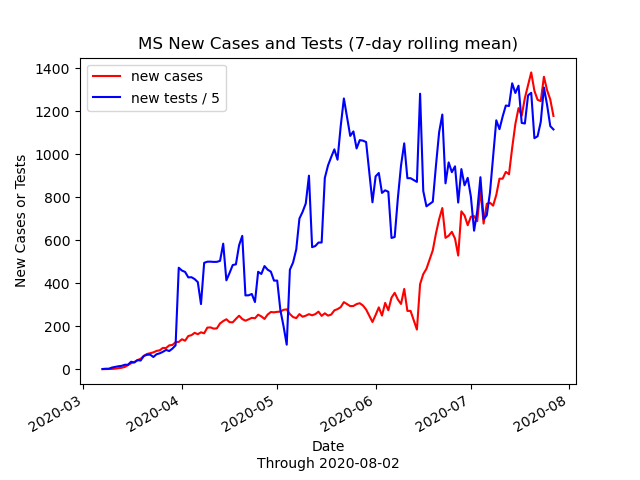 MS New Cases and Tests (7-day rolling mean)
new cases
new tests / 5
New Cases or Tests
1400
1200
1000
800
600
400
200
0
2020-03
2020-04
2020-05
2020-06
2020-07
2020-08
Date
Through 2020-08-02